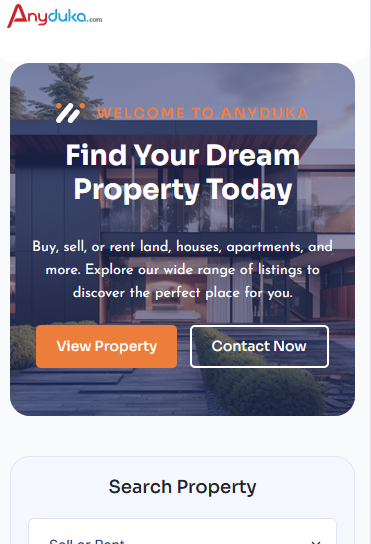 Anyduka.com
WELCOME TO ANYDUKA
Find Your Dream
Property Today
Buy, sell, or rent land, houses, apartments, and
more. Explore our wide range of listings to
discover the perfect place for you.
View Property
Contact Now
Search Property
Sell or Rent